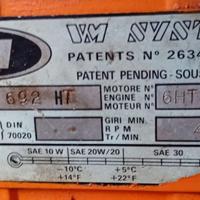 VM SYST
PATENTS N° 2634
PATENT PENDING-SOUS
692 HT
MOTORE N°
ENGINE N°
6HT
DIN
70020
GIRI MIN.
R P M
Tr/Min.
SAE 10 W SAE 20W/20 SAE 30
-10°C +5°C
+14°F +22°F